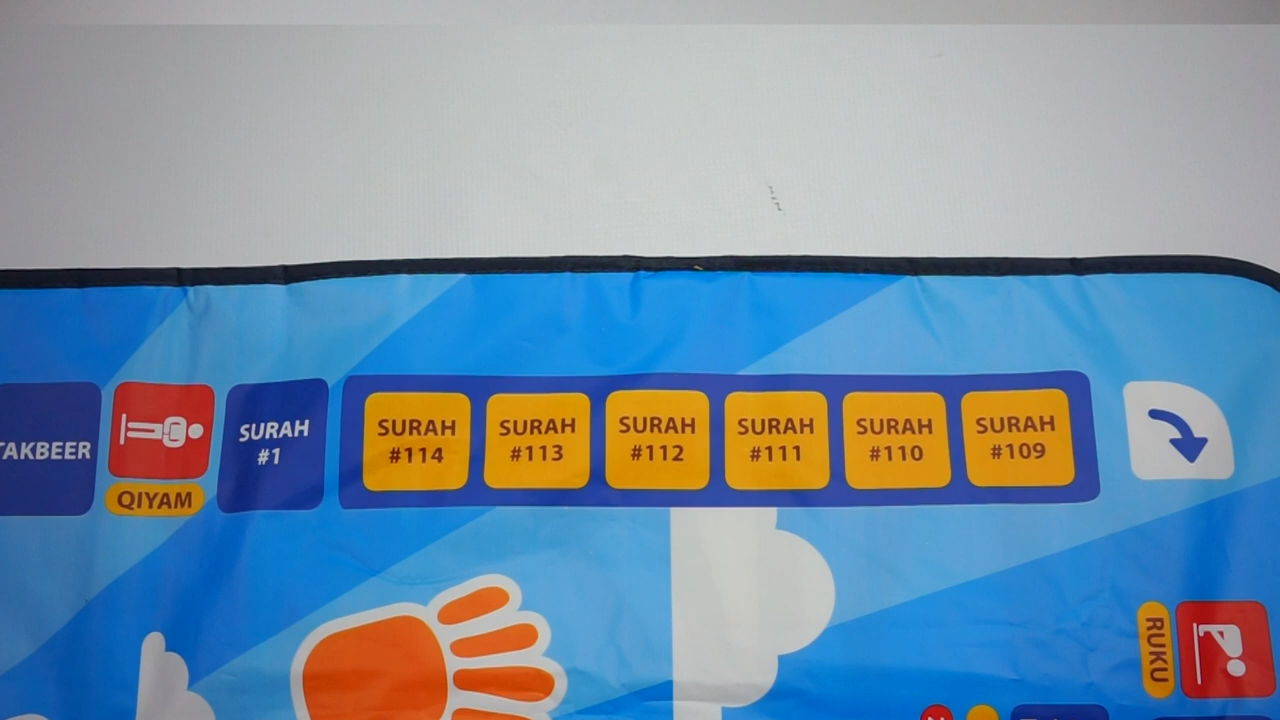 TAKBEER
QIYAM
SURAH
#1
SURAH
#114
SURAH
#113
SURAH
#112
SURAH
#111
SURAH
#110
SURAH
#109
RUKU